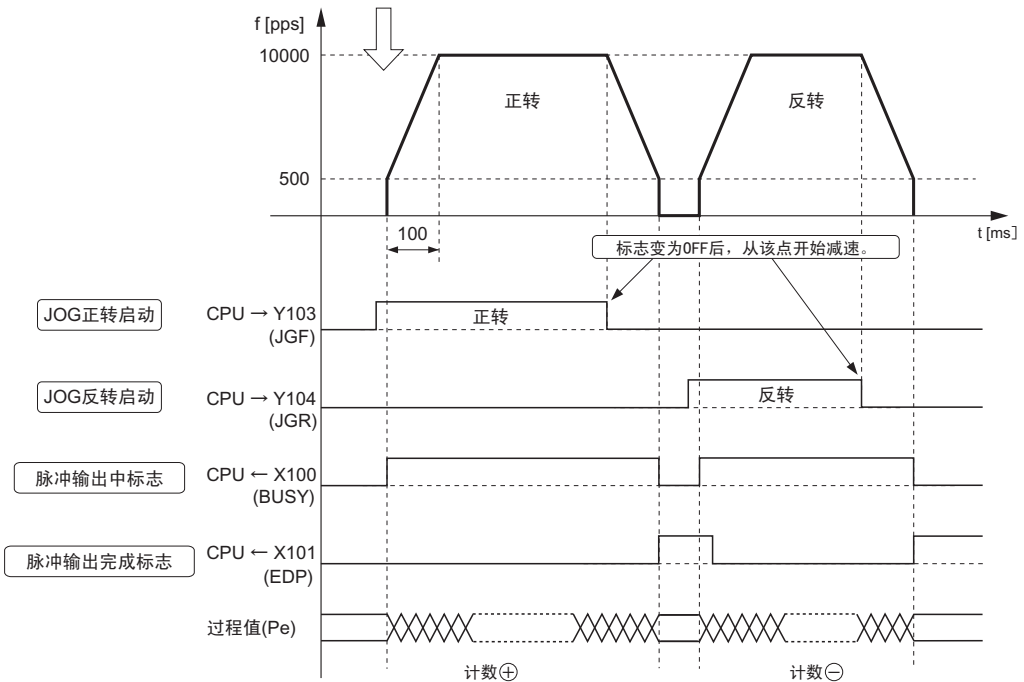 f [pps]
10000
正转
反转
500
t [ms]
100
标志变为OFF后，从该点开始减速。
JOG正转启动
CPU → Y103
(JGF)
正转
JOG反转启动
CPU → Y104
(JGR)
反转
脉冲输出中标志
CPU ← X100
(BUSY)
脉冲输出完成标志
CPU ← X101
(EDP)
过程值(Pe)
计数⊕
计数⊖